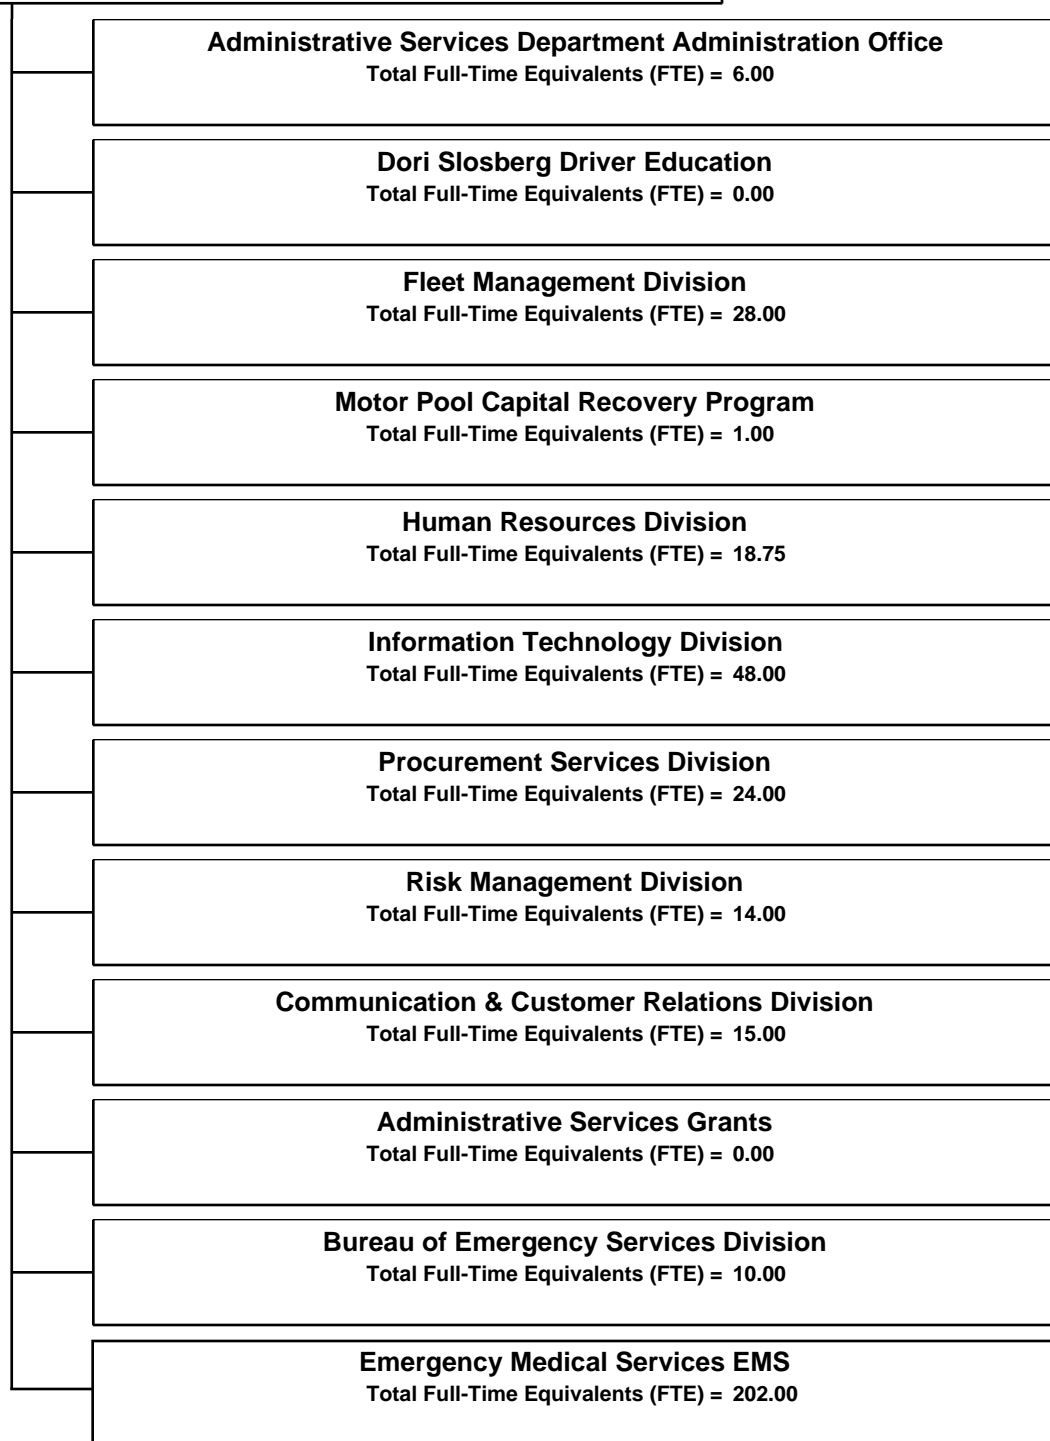 Administrative Services Department Administration Office
Total Full-Time Equivalents (FTE) = 6.00
Dori Slosberg Driver Education
Total Full-Time Equivalents (FTE) = 0.00
Fleet Management Division
Total Full-Time Equivalents (FTE) = 28.00
Motor Pool Capital Recovery Program
Total Full-Time Equivalents (FTE) = 1.00
Human Resources Division
Total Full-Time Equivalents (FTE) = 18.75
Information Technology Division
Total Full-Time Equivalents (FTE) = 48.00
Procurement Services Division
Total Full-Time Equivalents (FTE) = 24.00
Risk Management Division
Total Full-Time Equivalents (FTE) = 14.00
Communication & Customer Relations Division
Total Full-Time Equivalents (FTE) = 15.00
Administrative Services Grants
Total Full-Time Equivalents (FTE) = 0.00
Bureau of Emergency Services Division
Total Full-Time Equivalents (FTE) = 10.00
Emergency Medical Services EMS
Total Full-Time Equivalents (FTE) = 202.00